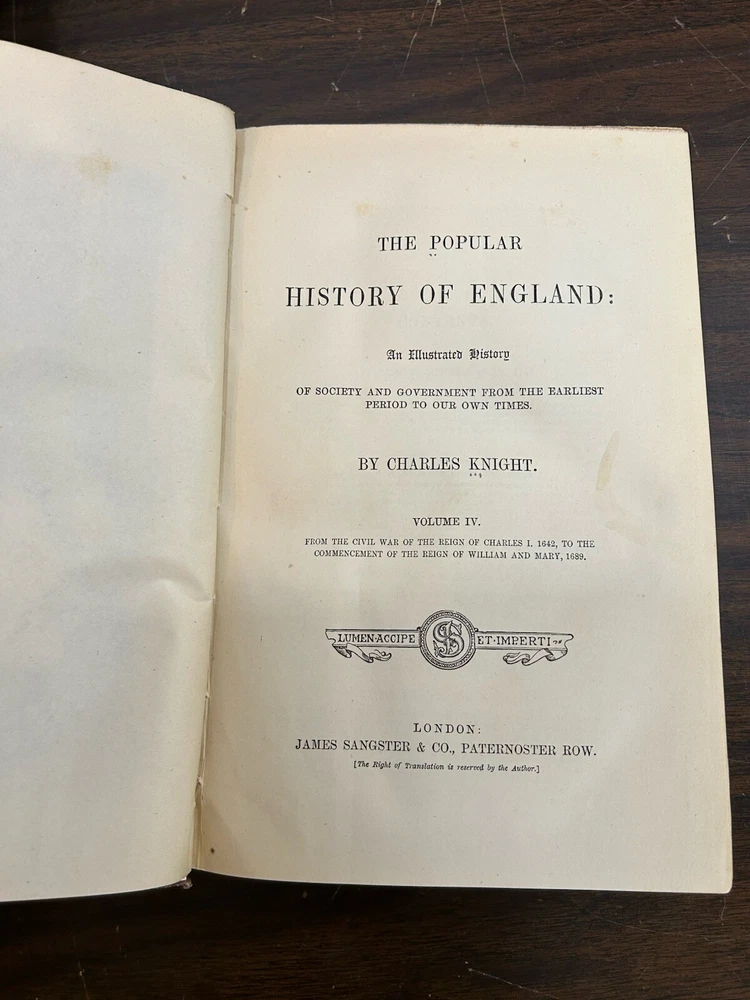 THE POPULAR
HISTORY OF ENGLAND:
An Illustrated History
OF SOCIETY AND GOVERNMENT FROM THE EARLIEST
PERIOD TO OUR OWN TIMES.
BY CHARLES KNIGHT.
VOLUME IV.
FROM THE CIVIL WAR OF THE REIGN OF CHARLES I. 1642, TO THE
COMMENCEMENT OF THE REIGN OF WILLIAM AND MARY, 1689.
LUMEN·ACCIPE JS ET·IMPERTI
LONDON:
JAMES SANGSTER & CO., PATERNOSTER ROW.
[The Right of Translation is reserved by the Author.]